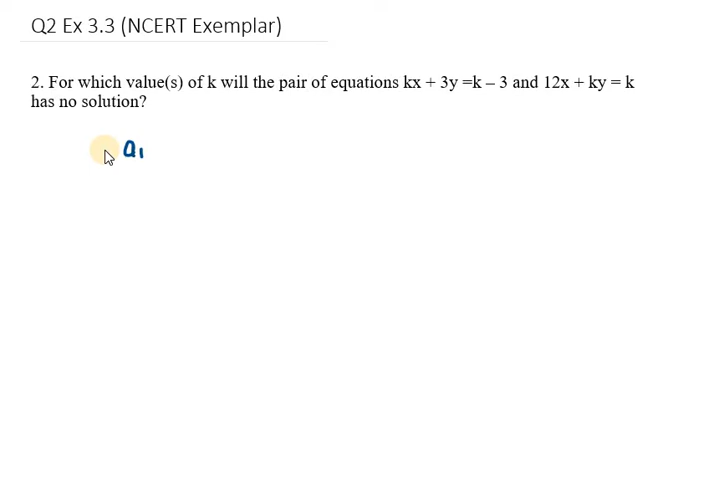 Q2 Ex 3.3 (NCERT Exemplar)
2. For which value(s) of k will the pair of equations kx + 3y =k – 3 and 12x + ky = k
has no solution?
a₁